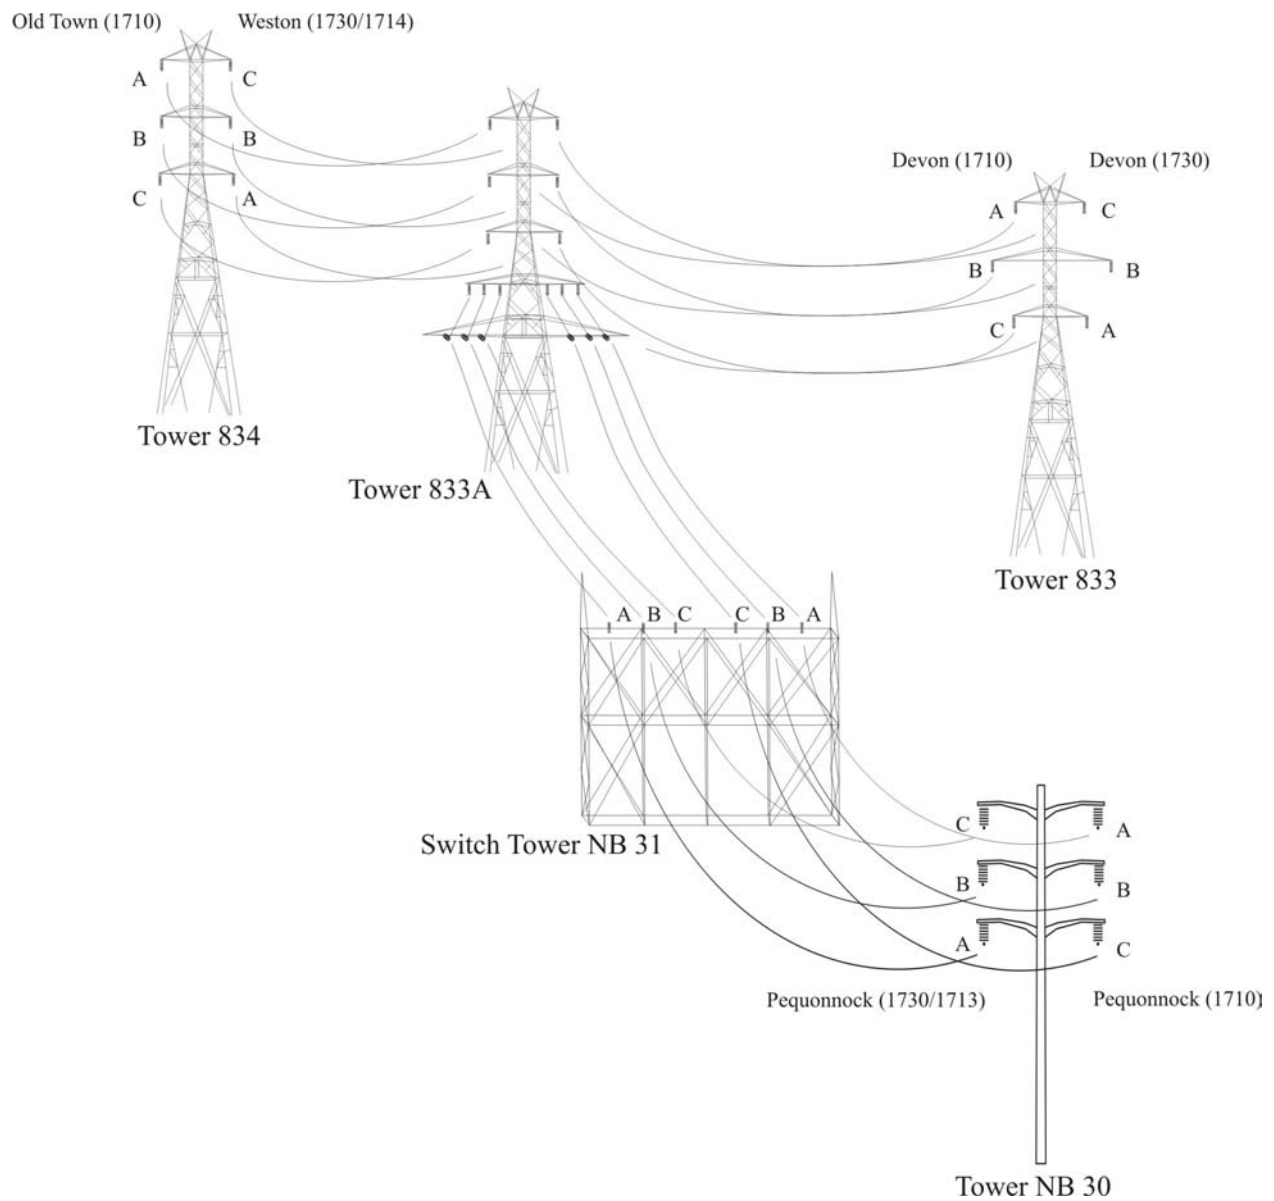 Old Town (1710) Weston (1730/1714)
A C
B B
C A
Tower 834
Tower 833A
Devon (1710) Devon (1730)
A C
B B
C A
Tower 833
A B C C B A
Switch Tower NB 31
C A
B B
A C
Pequonnock (1730/1713) Pequonnock (1710)
Tower NB 30